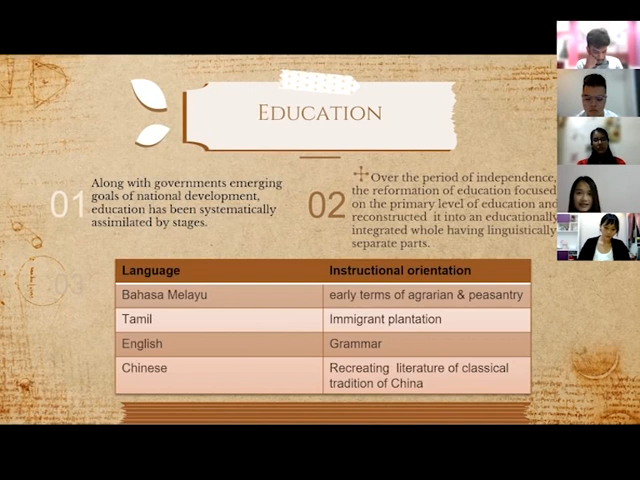 EDUCATION
01
Along with governments emerging
goals of national development,
education has been systematically
assimilated by stages.
02
Over the period of independence,
the reformation of education focused
on the primary level of education and
reconstructed it into an educationally
integrated whole having linguistically
separate parts.
03
Language Instructional orientation
Bahasa Melayu early terms of agrarian & peasantry
Tamil Immigrant plantation
English Grammar
Chinese Recreating literature of classical
tradition of China